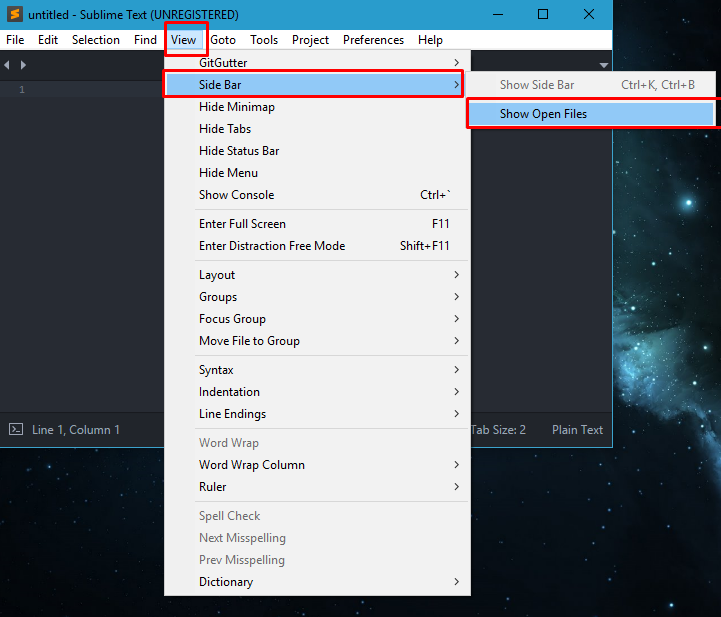 untitled - Sublime Text (UNREGISTERED)
File Edit Selection Find View Goto Tools Project Preferences Help
GitGutter
Side Bar
Show Side Bar Ctrl+K, Ctrl+B
Show Open Files
1
Hide Minimap
Hide Tabs
Hide Status Bar
Hide Menu
Show Console Ctrl+`
Enter Full Screen F11
Enter Distraction Free Mode Shift+F11
Layout
Groups
Focus Group
Move File to Group
Syntax
Indentation
Line Endings
Line 1, Column 1 Tab Size: 2 Plain Text
Word Wrap
Word Wrap Column
Ruler
Spell Check
Next Misspelling
Prev Misspelling
Dictionary